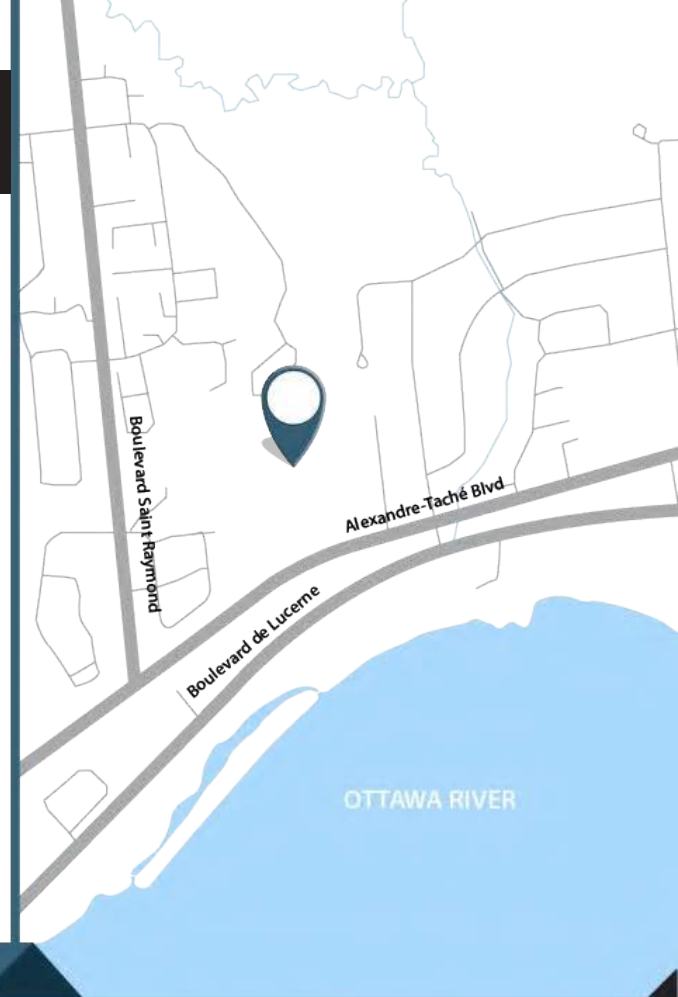 Boulevard Saint Raymond
Alexandre-Taché Blvd
Boulevard de Lucerne
OTTAWA RIVER